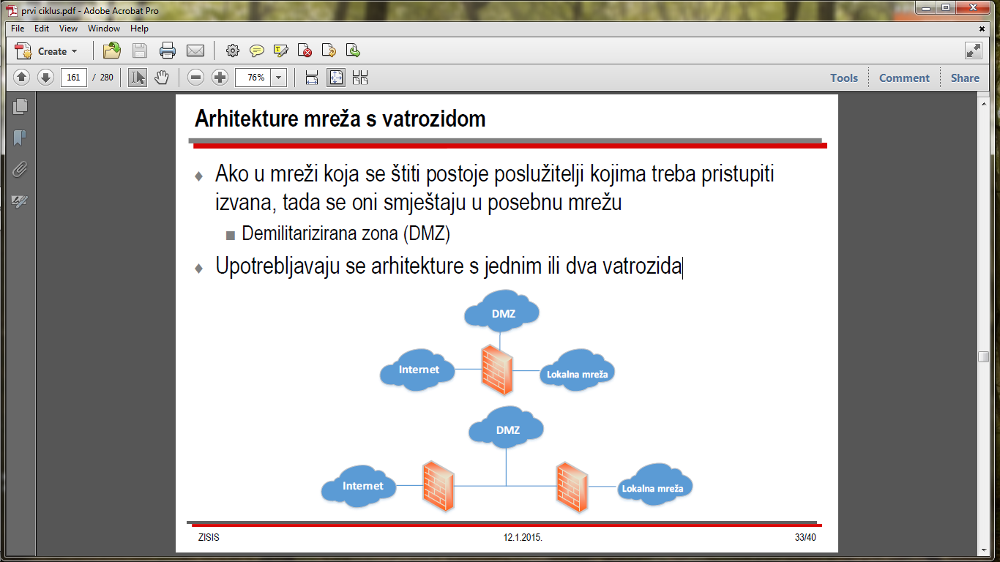 prvi ciklus.pdf - Adobe Acrobat Pro
File Edit View Window Help
Create
161 / 280
76%
Tools Comment Share
Arhitekture mreža s vatrozidom
Ako u mreži koja se štiti postoje poslužitelji kojima treba pristupiti
izvana, tada se oni smještaju u posebnu mrežu
Demilitarizirana zona (DMZ)
Upotrebljavaju se arhitekture s jednim ili dva vatrozida
DMZ
Internet
Lokalna mreža
DMZ
Internet
Lokalna mreža
ZISIS
12.1.2015.
33/40